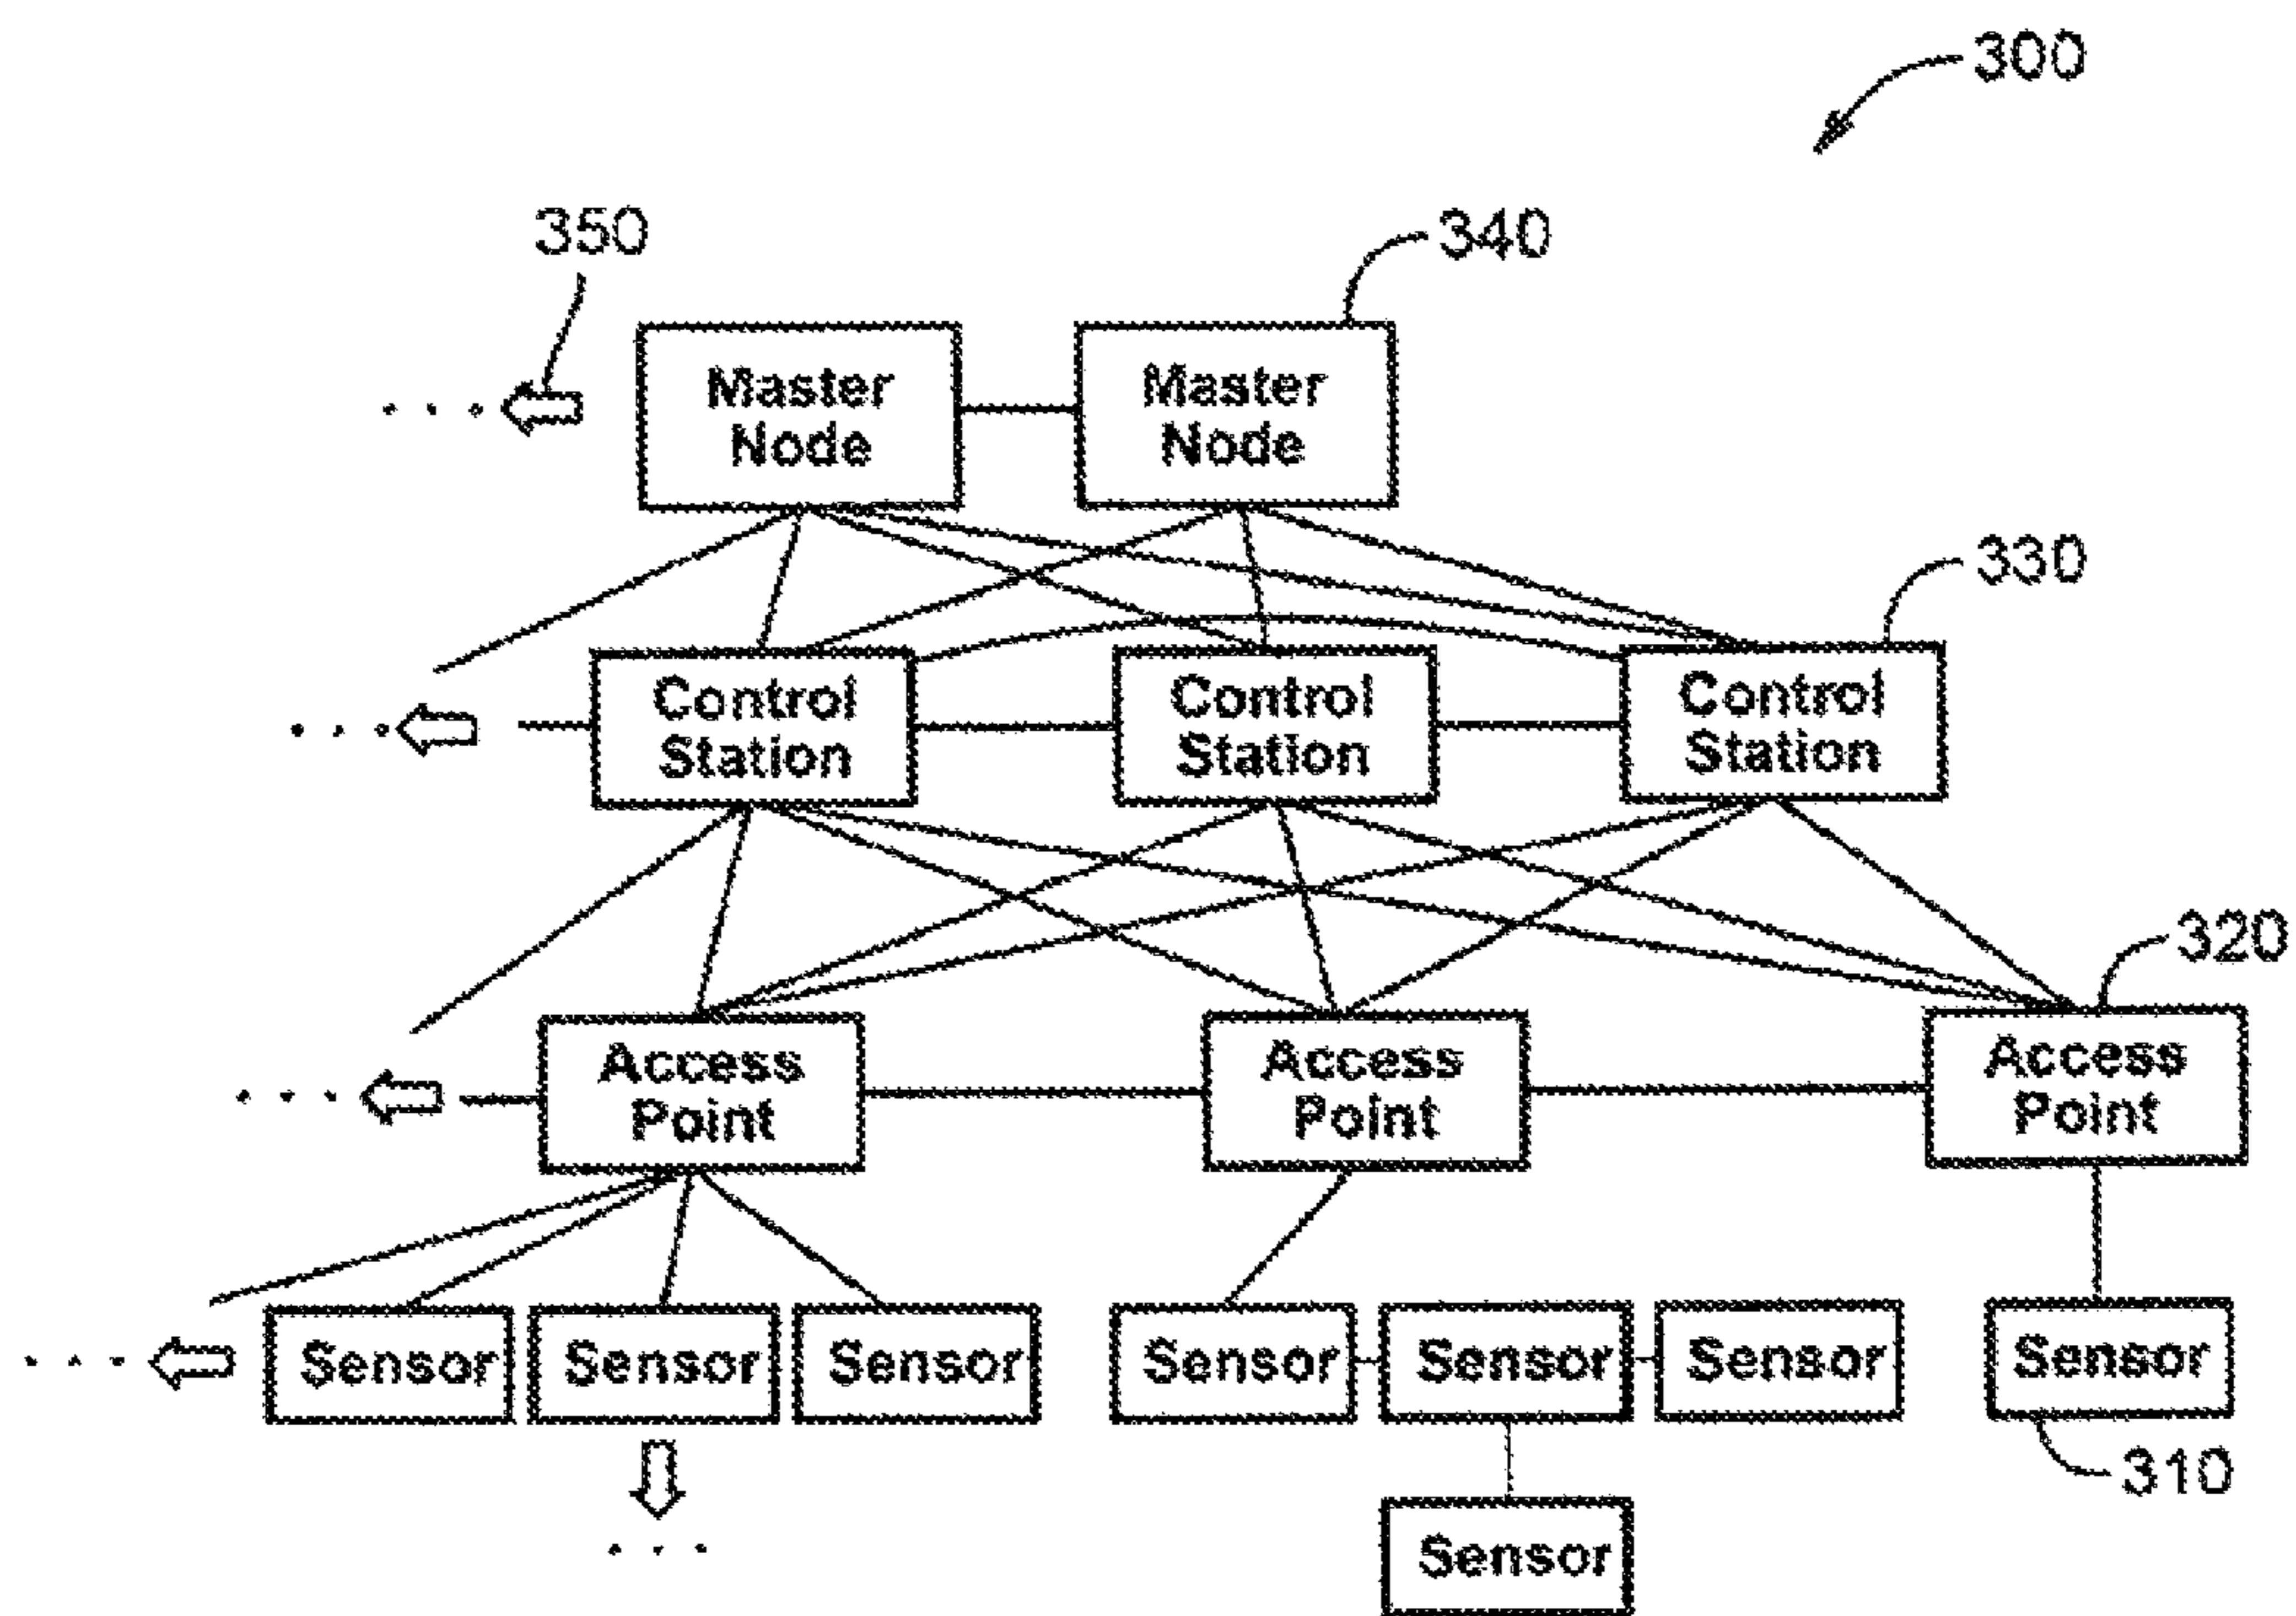 300
350
340
Master Node
Master Node
330
Control Station
Control Station
Control Station
320
Access Point
Access Point
Access Point
Sensor
Sensor
Sensor
Sensor
Sensor
Sensor
Sensor
310
Sensor